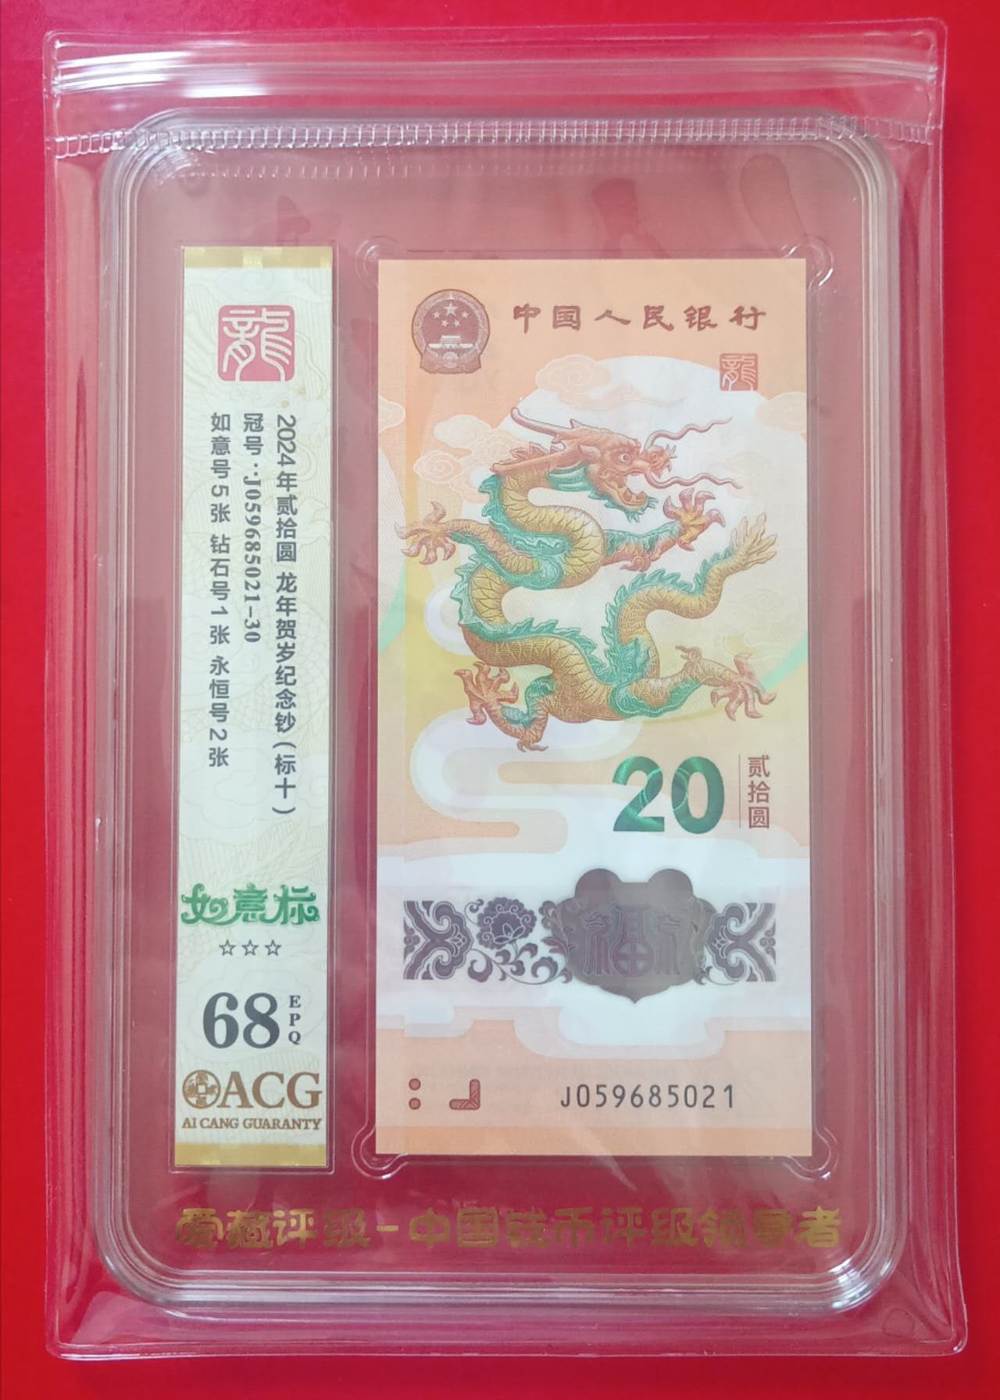 龍
2024年贰拾圆 龙年贺岁纪念钞(标十)
冠号:J059685021-30
如意号5张 钻石号1张 永恒号2张
如意标
☆☆☆
68 EPQ
ACG
AI CANG GUARANTY
中国人民银行
龍
20 贰拾圆
福
J059685021
爱藏评级-中国钱币评级领导者